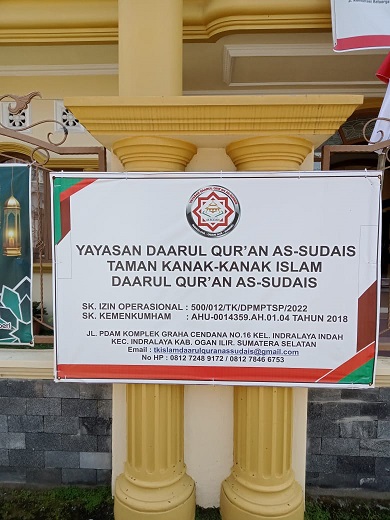 YAYASAN DAARUL QUR'AN AS-SUDAIS
TAMAN KANAK-KANAK ISLAM
DAARUL QUR'AN AS-SUDAIS
SK. IZIN OPERASIONAL : 500/012/TK/DPMPTSP/2022
SK. KEMENKUMHAM : AHU-0014359.AH.01.04 TAHUN 2018
JL. PDAM KOMPLEK GRAHA CENDANA NO.16 KEL. INDRALAYA INDAH
KEC. INDRALAYA KAB. OGAN ILIR. SUMATERA SELATAN
Email : tkislamdaarulquranassudais@gmail.com
No HP : 0812 7248 9172 / 0812 7846 6753